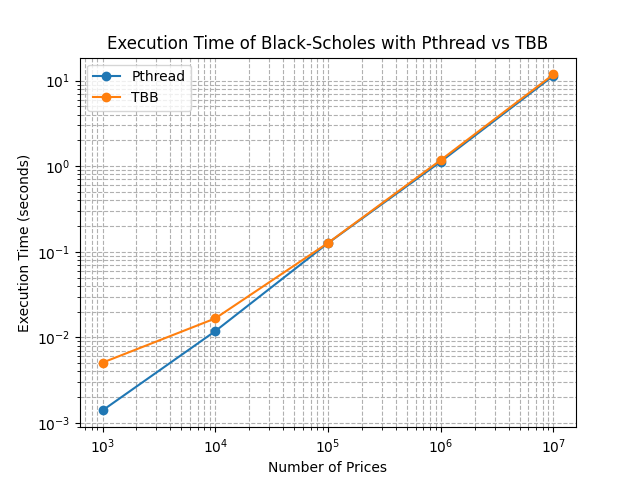 Execution Time of Black-Scholes with Pthread vs TBB
Pthread
TBB
Execution Time (seconds)
10¹
10⁰
10⁻¹
10⁻²
10⁻³
10³ 10⁴ 10⁵ 10⁶ 10⁷
Number of Prices